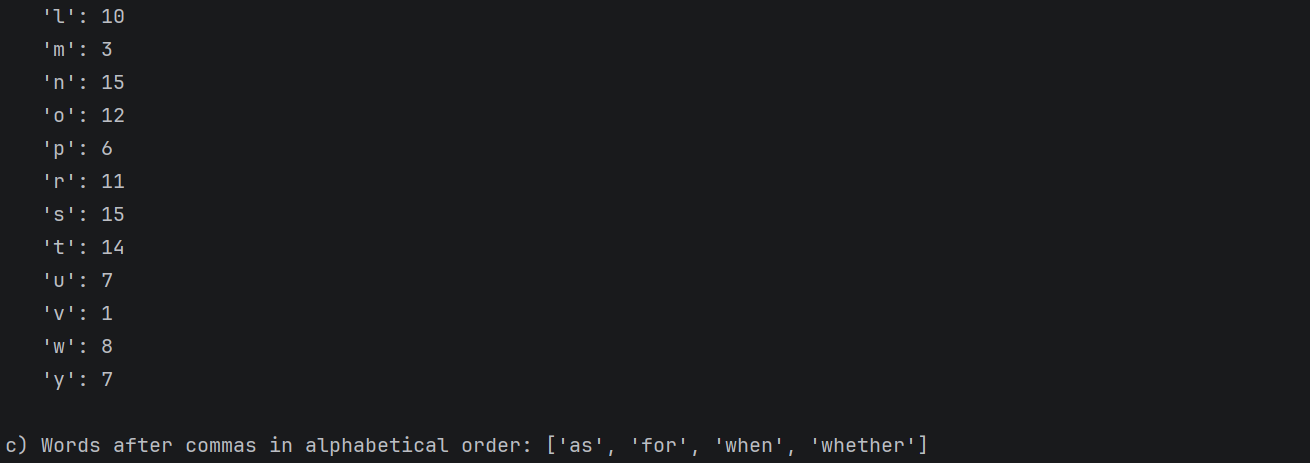 'l': 10
'm': 3
'n': 15
'o': 12
'p': 6
'r': 11
's': 15
't': 14
'u': 7
'v': 1
'w': 8
'y': 7
c) Words after commas in alphabetical order: ['as', 'for', 'when', 'whether']